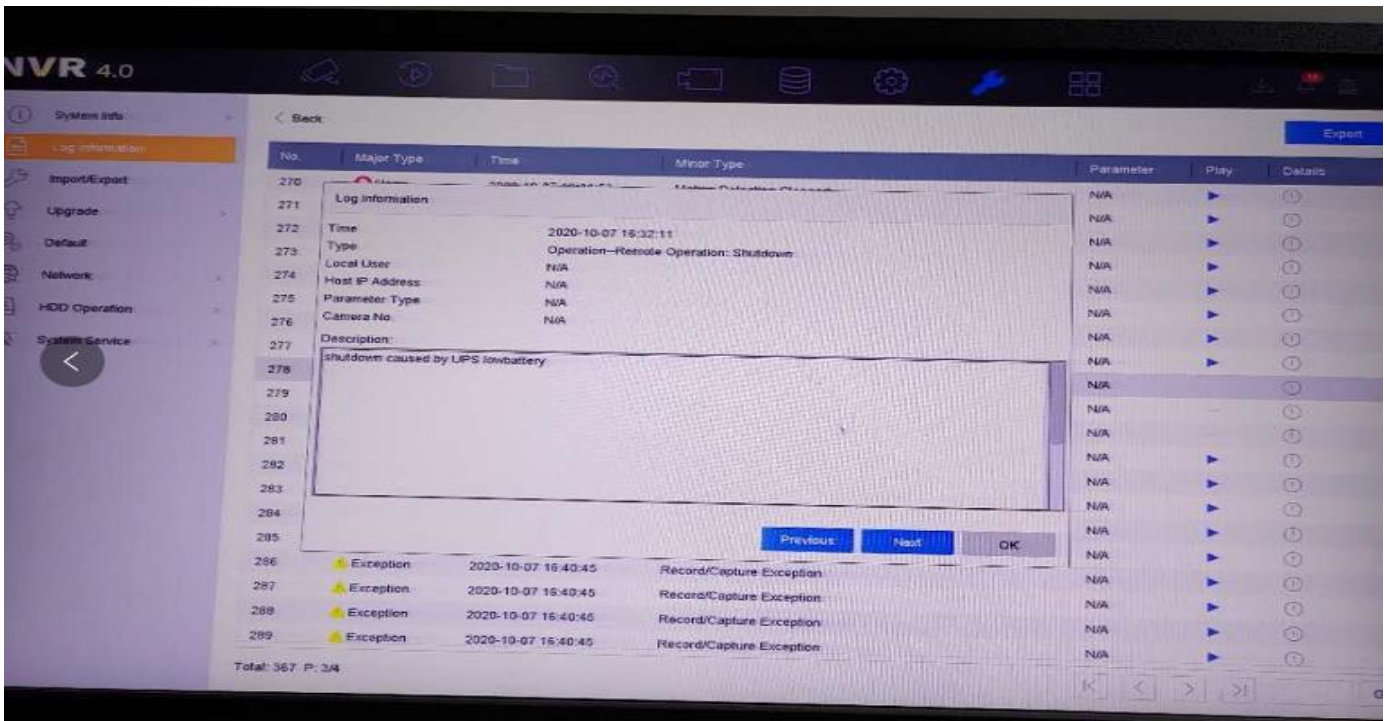 NVR 4.0
System Info
Log Information
Import/Export
Upgrade
Default
Network
HDD Operation
System Service
Back
Export
No. Major Type Time Minor Type Parameter Play Details
270 N/A
271 N/A
272 N/A
273 N/A
274 N/A
275 N/A
276 N/A
277 N/A
278 N/A
279 N/A
280 N/A
281 N/A
282 N/A
283 N/A
284 N/A
285 N/A
286 Exception 2020-10-07 16:40:45 Record/Capture Exception N/A
287 Exception 2020-10-07 16:40:45 Record/Capture Exception N/A
288 Exception 2020-10-07 16:40:45 Record/Capture Exception N/A
289 Exception 2020-10-07 16:40:45 Record/Capture Exception N/A
Total: 367 P: 3/4
Log Information
Time 2020-10-07 16:32:11
Type Operation--Remote Operation: Shutdown
Local User N/A
Host IP Address N/A
Parameter Type N/A
Camera No. N/A
Description:
shutdown caused by UPS lowbattery
Previous Next OK